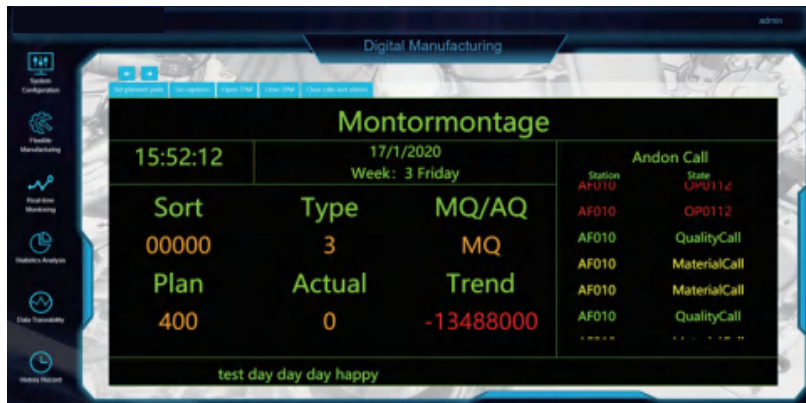 admin
Digital Manufacturing
System
Configuration
Flexible
Manufacturing
Real-time
Monitoring
Statistics Analysis
Data Traceability
History Record
Set planned point Set captions Open TPM Close TPM Clear calls and alarms
Montormontage
15:52:12
17/1/2020
Week: 3 Friday
Andon Call
Station State
AF010 OP0112
AF010 OP0112
AF010 QualityCall
AF010 MaterialCall
AF010 MaterialCall
AF010 QualityCall
Sort Type MQ/AQ
00000 3 MQ
Plan Actual Trend
400 0 -13488000
test day day day happy